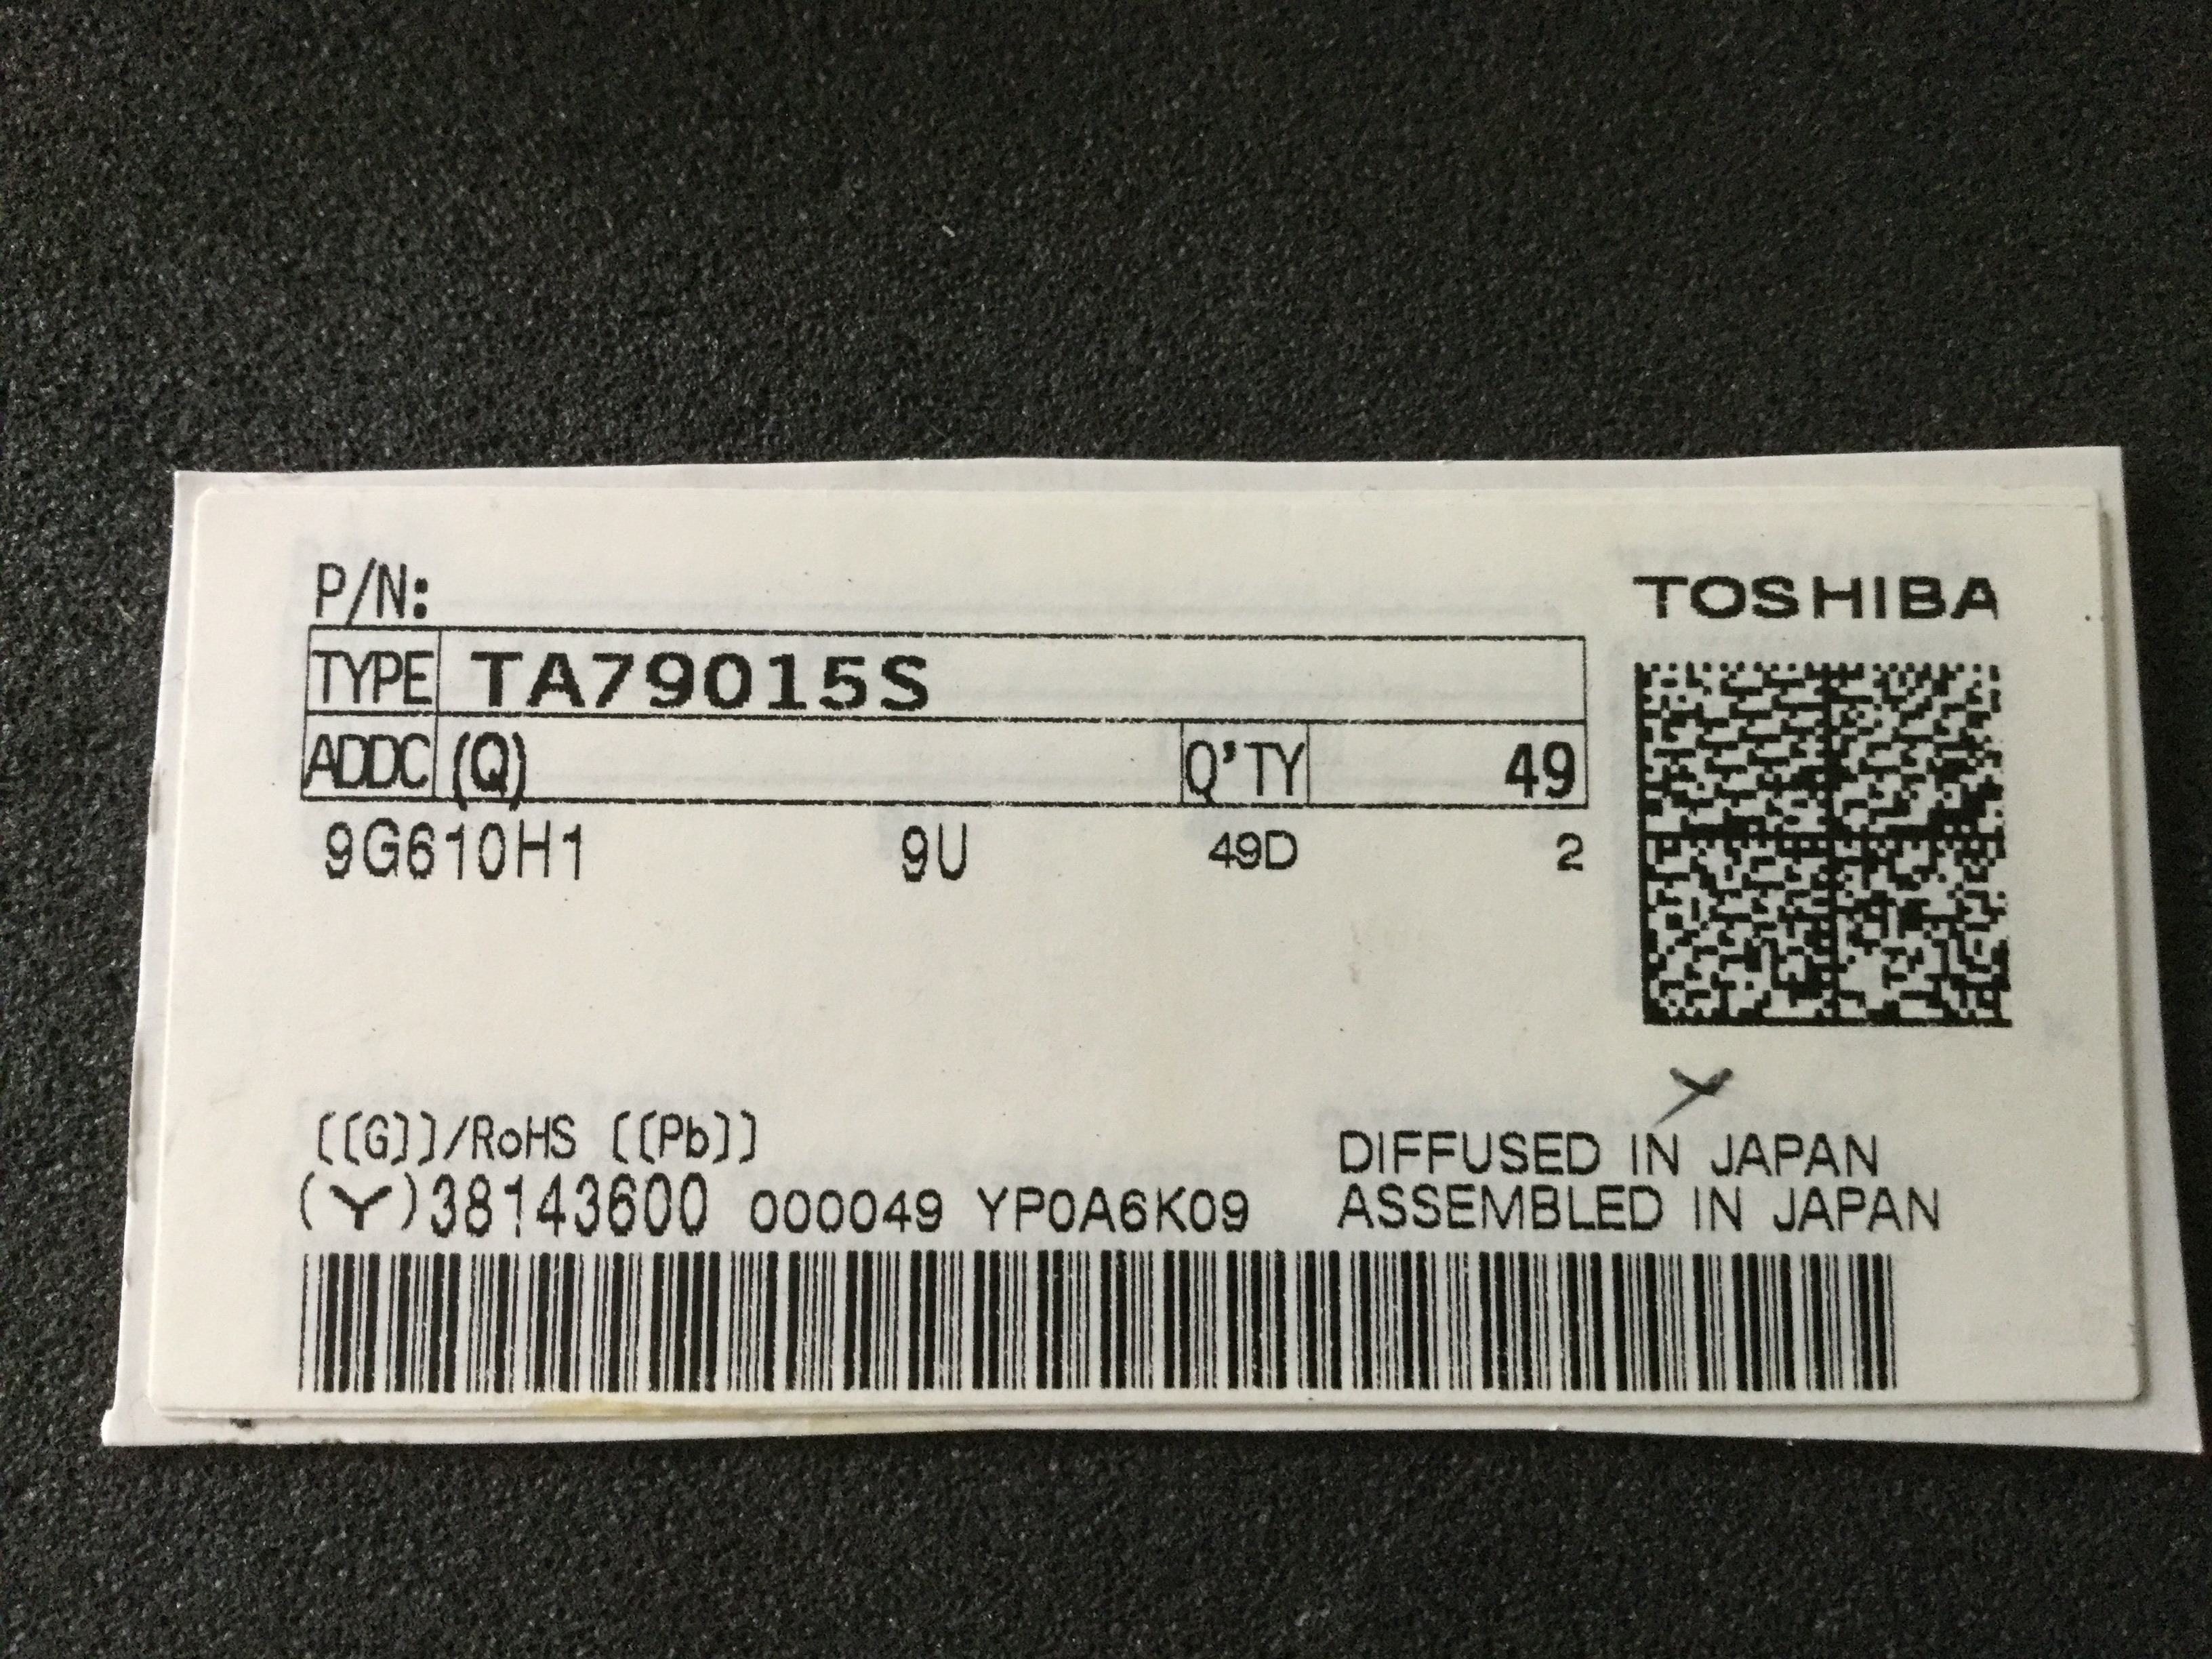 P/N:
TOSHIBA
TYPE TA79015S
ADDC (Q) Q'TY 49
9G610H1 9U 49D 2
[[G]]/RoHS [[Pb]]
DIFFUSED IN JAPAN
(Y)38143600 000049 YP0A6K09
ASSEMBLED IN JAPAN